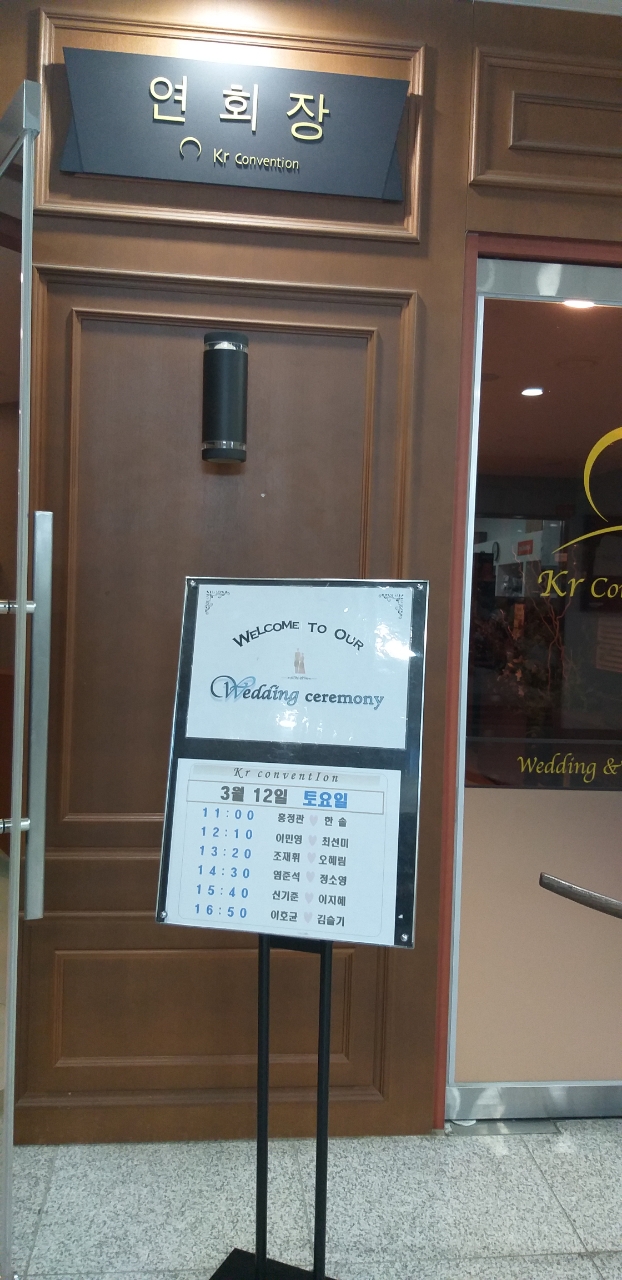 연회장
Kr Convention
Kr Co
Wedding &
WELCOME TO OUR
Wedding ceremony
Kr conventIon
3월 12일 토요일
11:00 홍정관 ♥ 한솔
12:10 이민영 ♥ 최선미
13:20 조재휘 ♥ 오혜림
14:30 염준석 ♥ 정소영
15:40 신기준 ♥ 이지혜
16:50 이호균 ♥ 김슬기